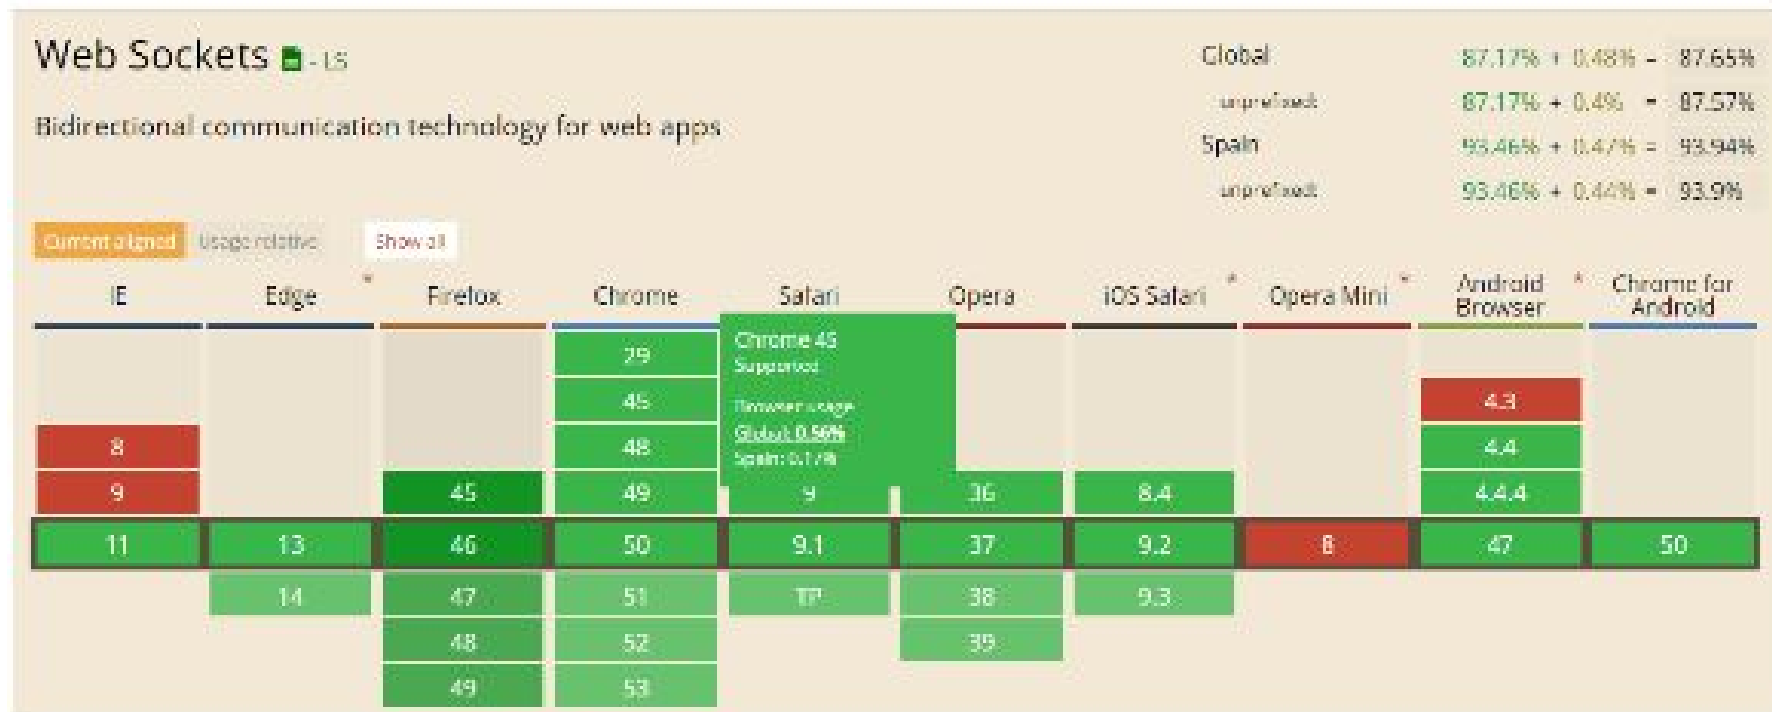 Web Sockets - LS
Bidirectional communication technology for web apps
Global 87.17% + 0.48% = 87.65%
unprefixed: 87.17% + 0.4% = 87.57%
Spain 93.46% + 0.47% = 93.94%
unprefixed: 93.46% + 0.44% = 93.9%
Current aligned Usage relative Show all
IE Edge * Firefox Chrome Safari Opera iOS Safari * Opera Mini * Android Browser * Chrome for Android
29
45 4.3
8 48 4.4
9 45 49 9 36 8.4 4.4.4
Chrome 45
Supported
Browser usage
Global: 0.56%
Spain: 0.17%
11 13 46 50 9.1 37 9.2 8 47 50
14 47 51 TP 38 9.3
48 52 39
49 53